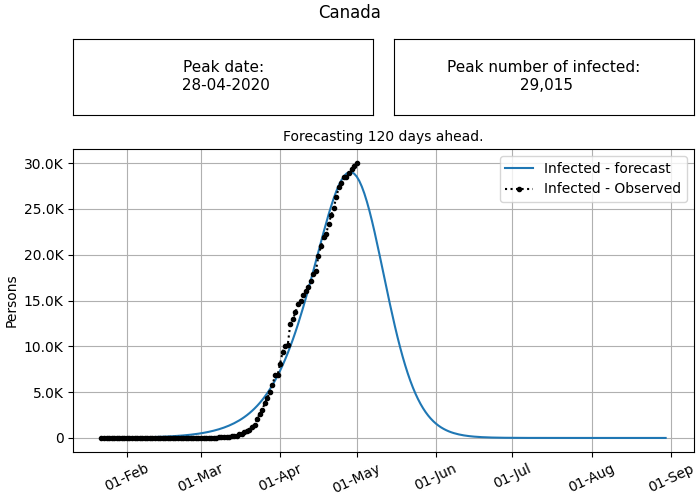 Canada
Peak date:
28-04-2020
Peak number of infected:
29,015
Forecasting 120 days ahead.
Infected - forecast
Infected - Observed
Persons
30.0K
25.0K
20.0K
15.0K
10.0K
5.0K
0
01-Feb
01-Mar
01-Apr
01-May
01-Jun
01-Jul
01-Aug
01-Sep